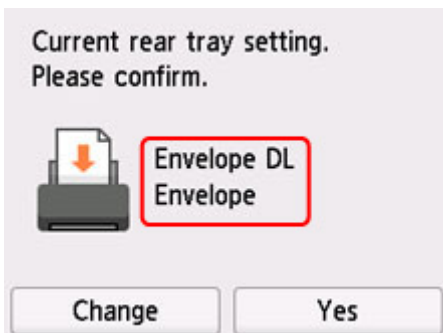 Current rear tray setting.
Please confirm.
Envelope DL
Envelope
Change
Yes